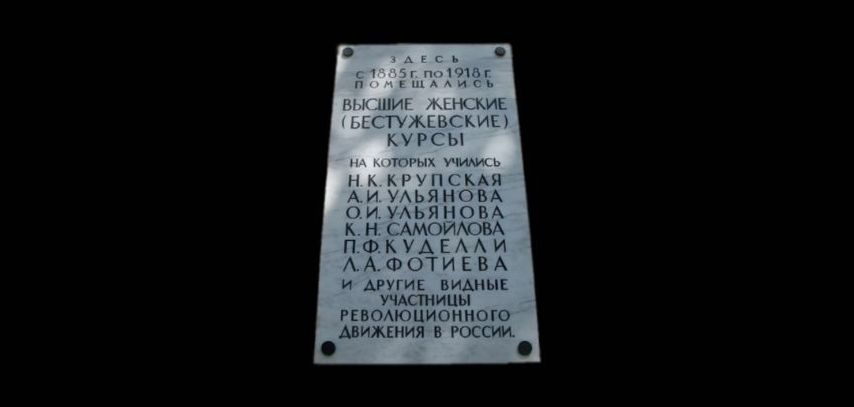 ЗДЕСЬ
С 1885 г. по 1918 г.
ПОМЕЩАЛИСЬ
ВЫСШИЕ ЖЕНСКИЕ
(БЕСТУЖЕВСКИЕ)
КУРСЫ
НА КОТОРЫХ УЧИЛИСЬ
Н. К. КРУПСКАЯ
А. И. УЛЬЯНОВА
О. И. УЛЬЯНОВА
К. Н. САМОЙЛОВА
П. Ф. КУДЕЛЛИ
Л. А. ФОТИЕВА
И ДРУГИЕ ВИДНЫЕ
УЧАСТНИЦЫ
РЕВОЛЮЦИОННОГО
ДВИЖЕНИЯ В РОССИИ.